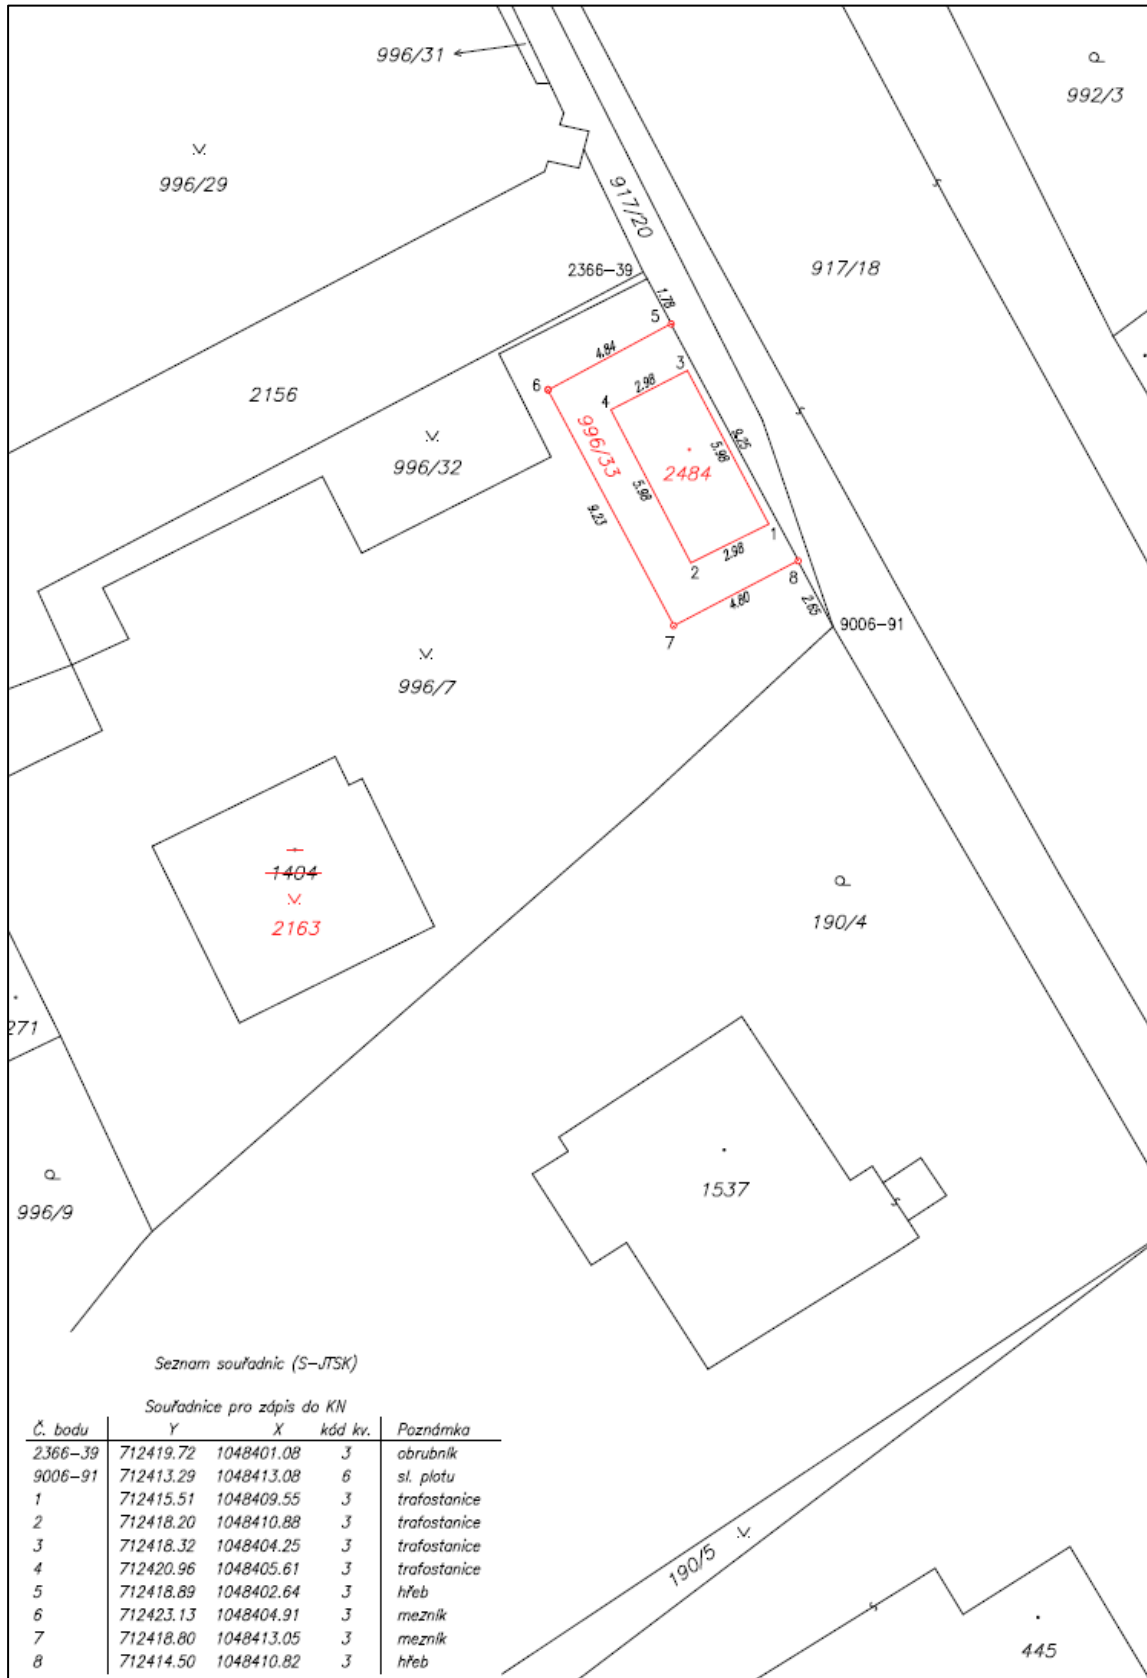 996/31
992/3
996/29
917/20
917/18
2366-39
1.78
5
4.84
6
3
2.98
4
2156
996/33
9.25
5.98
996/32
2484
5.98
9.23
1
2.98
2
8
4.80
2.65
7
9006-91
996/7
1404
2163
190/4
271
1537
996/9
190/5
445
Seznam souřadnic (S-JTSK)
Souřadnice pro zápis do KN
Č. bodu Y X kód kv. Poznámka
2366-39 712419.72 1048401.08 3 obrubník
9006-91 712413.29 1048413.08 6 sl. plotu
1 712415.51 1048409.55 3 trafostanice
2 712418.20 1048410.88 3 trafostanice
3 712418.32 1048404.25 3 trafostanice
4 712420.96 1048405.61 3 trafostanice
5 712418.89 1048402.64 3 hřeb
6 712423.13 1048404.91 3 mezník
7 712418.80 1048413.05 3 mezník
8 712414.50 1048410.82 3 hřeb